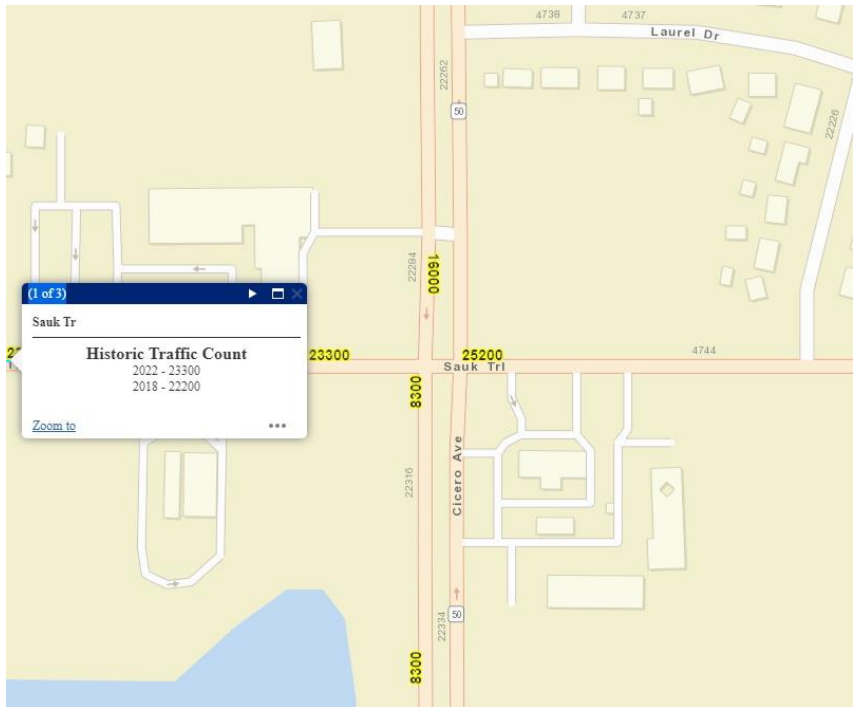 4738
4737
Laurel Dr
22262
50
22226
22284
16000
(1 of 3)
Sauk Tr
Historic Traffic Count
2022 - 23300
2018 - 22200
Zoom to
23300
25200
4744
Sauk Trl
8300
22316
Cicero Ave
22334
50
8300